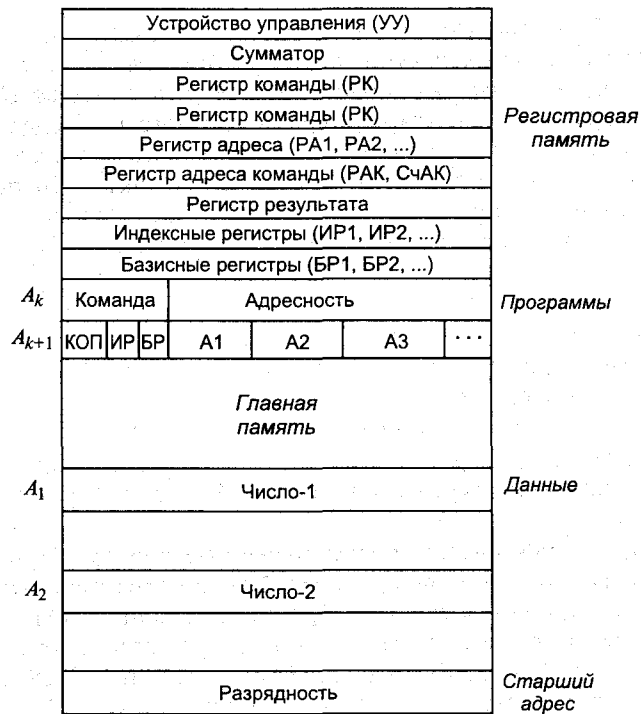 Устройство управления (УУ)
Сумматор
Регистр команды (РК)
Регистр команды (РК)
Регистровая
память
Регистр адреса (РА1, РА2, ...)
Регистр адреса команды (РАК, СчАК)
Регистр результата
Индексные регистры (ИР1, ИР2, ...)
Базисные регистры (БР1, БР2, ...)
Ak Команда Адресность Программы
Ak+1 КОП ИР БР А1 А2 А3 ...
Главная
память
A1 Число-1 Данные
A2 Число-2
Разрядность
Старший
адрес